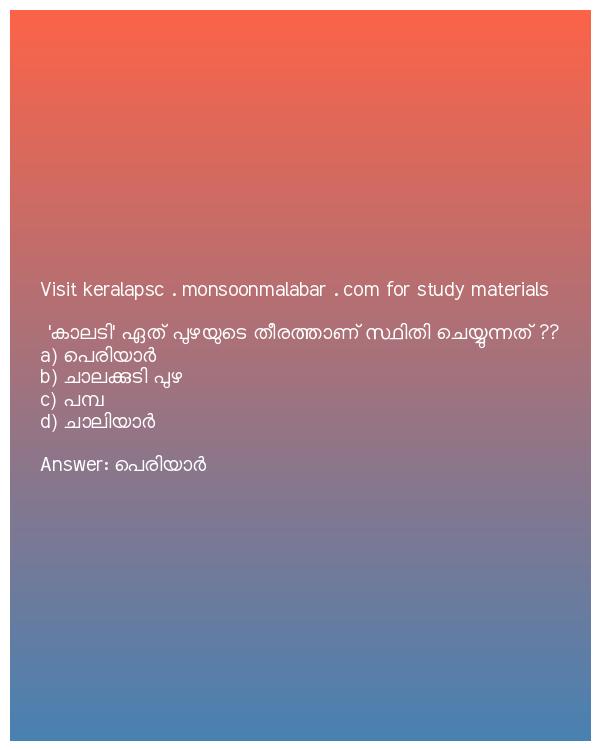 Visit keralapsc . monsoonmalabar . com for study materials
'കാലടി' ഏത് പുഴയുടെ തീരത്താണ് സ്ഥിതി ചെയ്യുന്നത് ??
a) പെരിയാർ
b) ചാലക്കുടി പുഴ
c) പമ്പ
d) ചാലിയാർ
Answer: പെരിയാർ